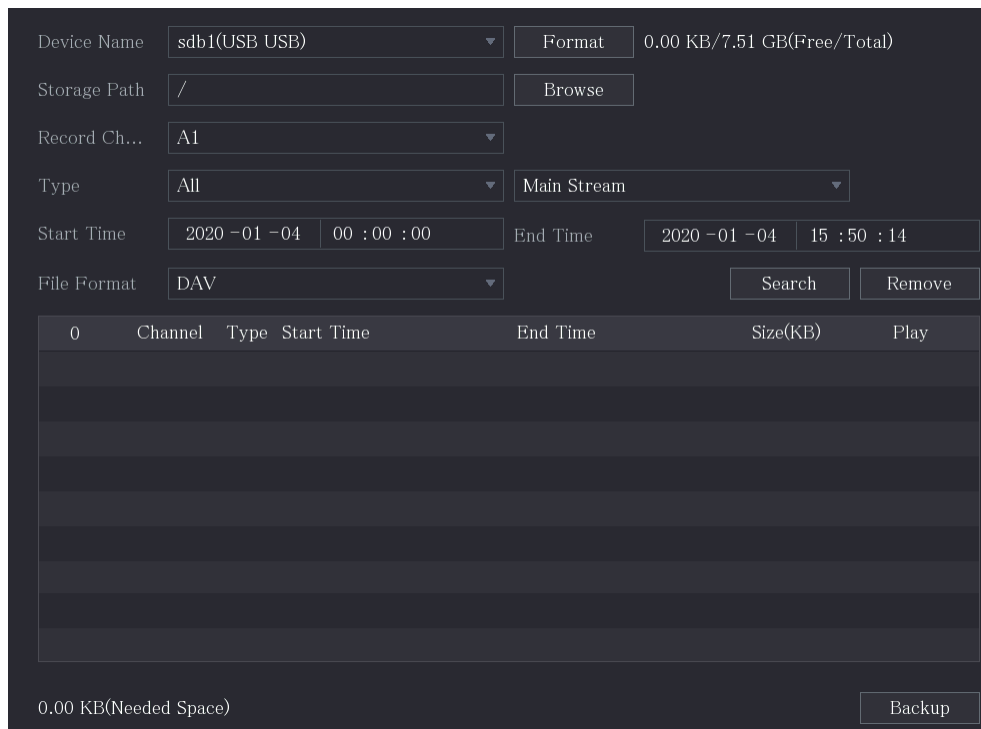 Device Name sdb1(USB USB) Format 0.00 KB/7.51 GB(Free/Total)
Storage Path / Browse
Record Ch... A1
Type All Main Stream
Start Time 2020 -01 -04 00 :00 :00 End Time 2020 -01 -04 15 :50 :14
File Format DAV Search Remove
0 Channel Type Start Time End Time Size(KB) Play
0.00 KB(Needed Space) Backup